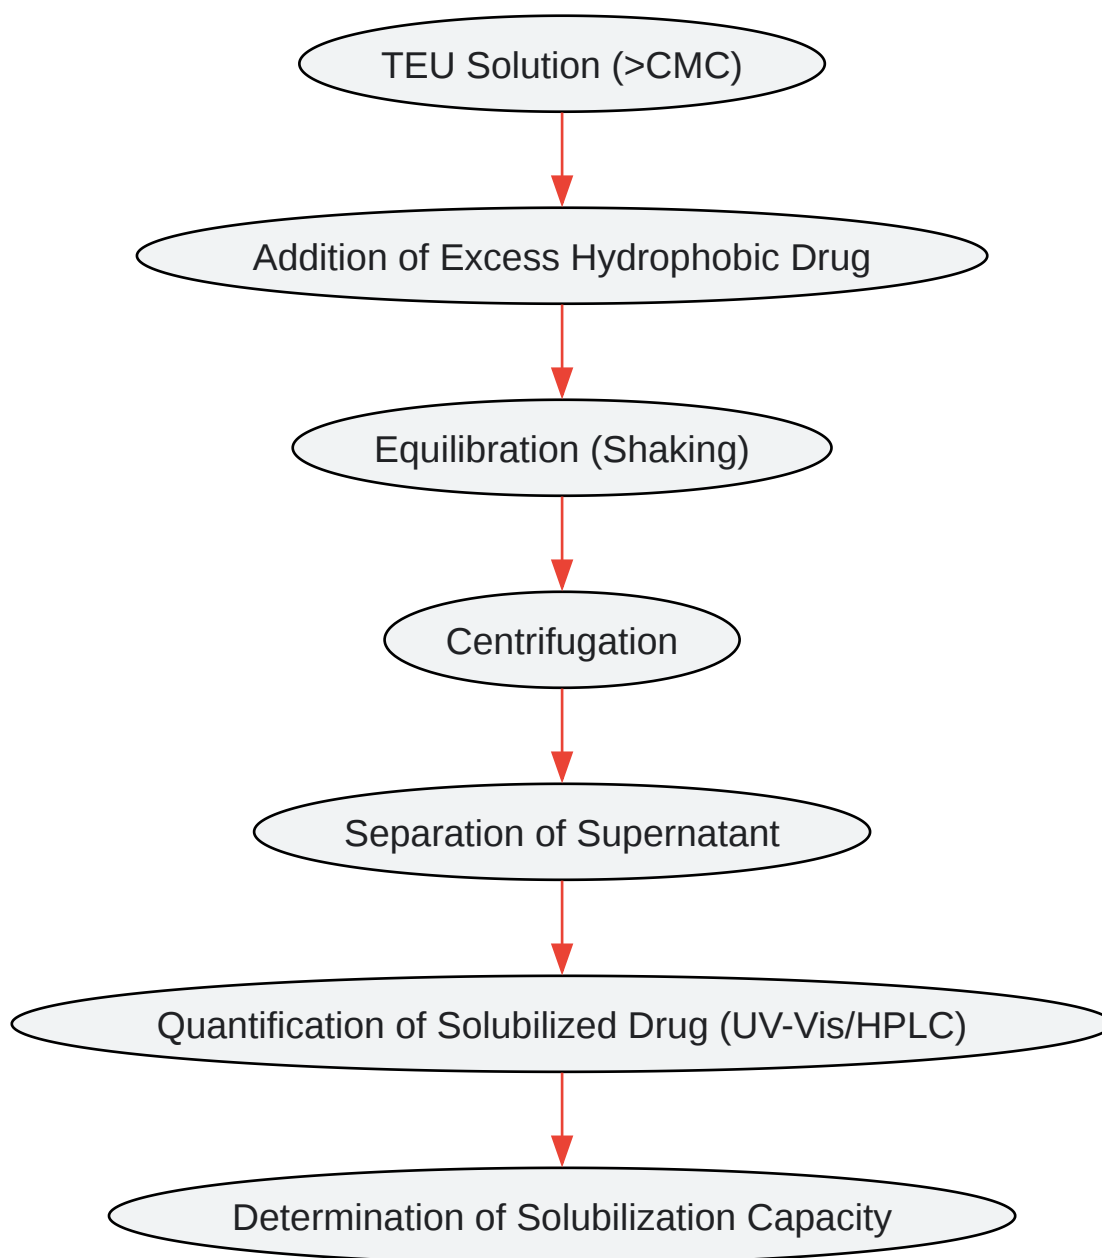 TEU Solution (>CMC)
Addition of Excess Hydrophobic Drug
Equilibration (Shaking)
Centrifugation
Separation of Supernatant
Quantification of Solubilized Drug (UV-Vis/HPLC)
Determination of Solubilization Capacity